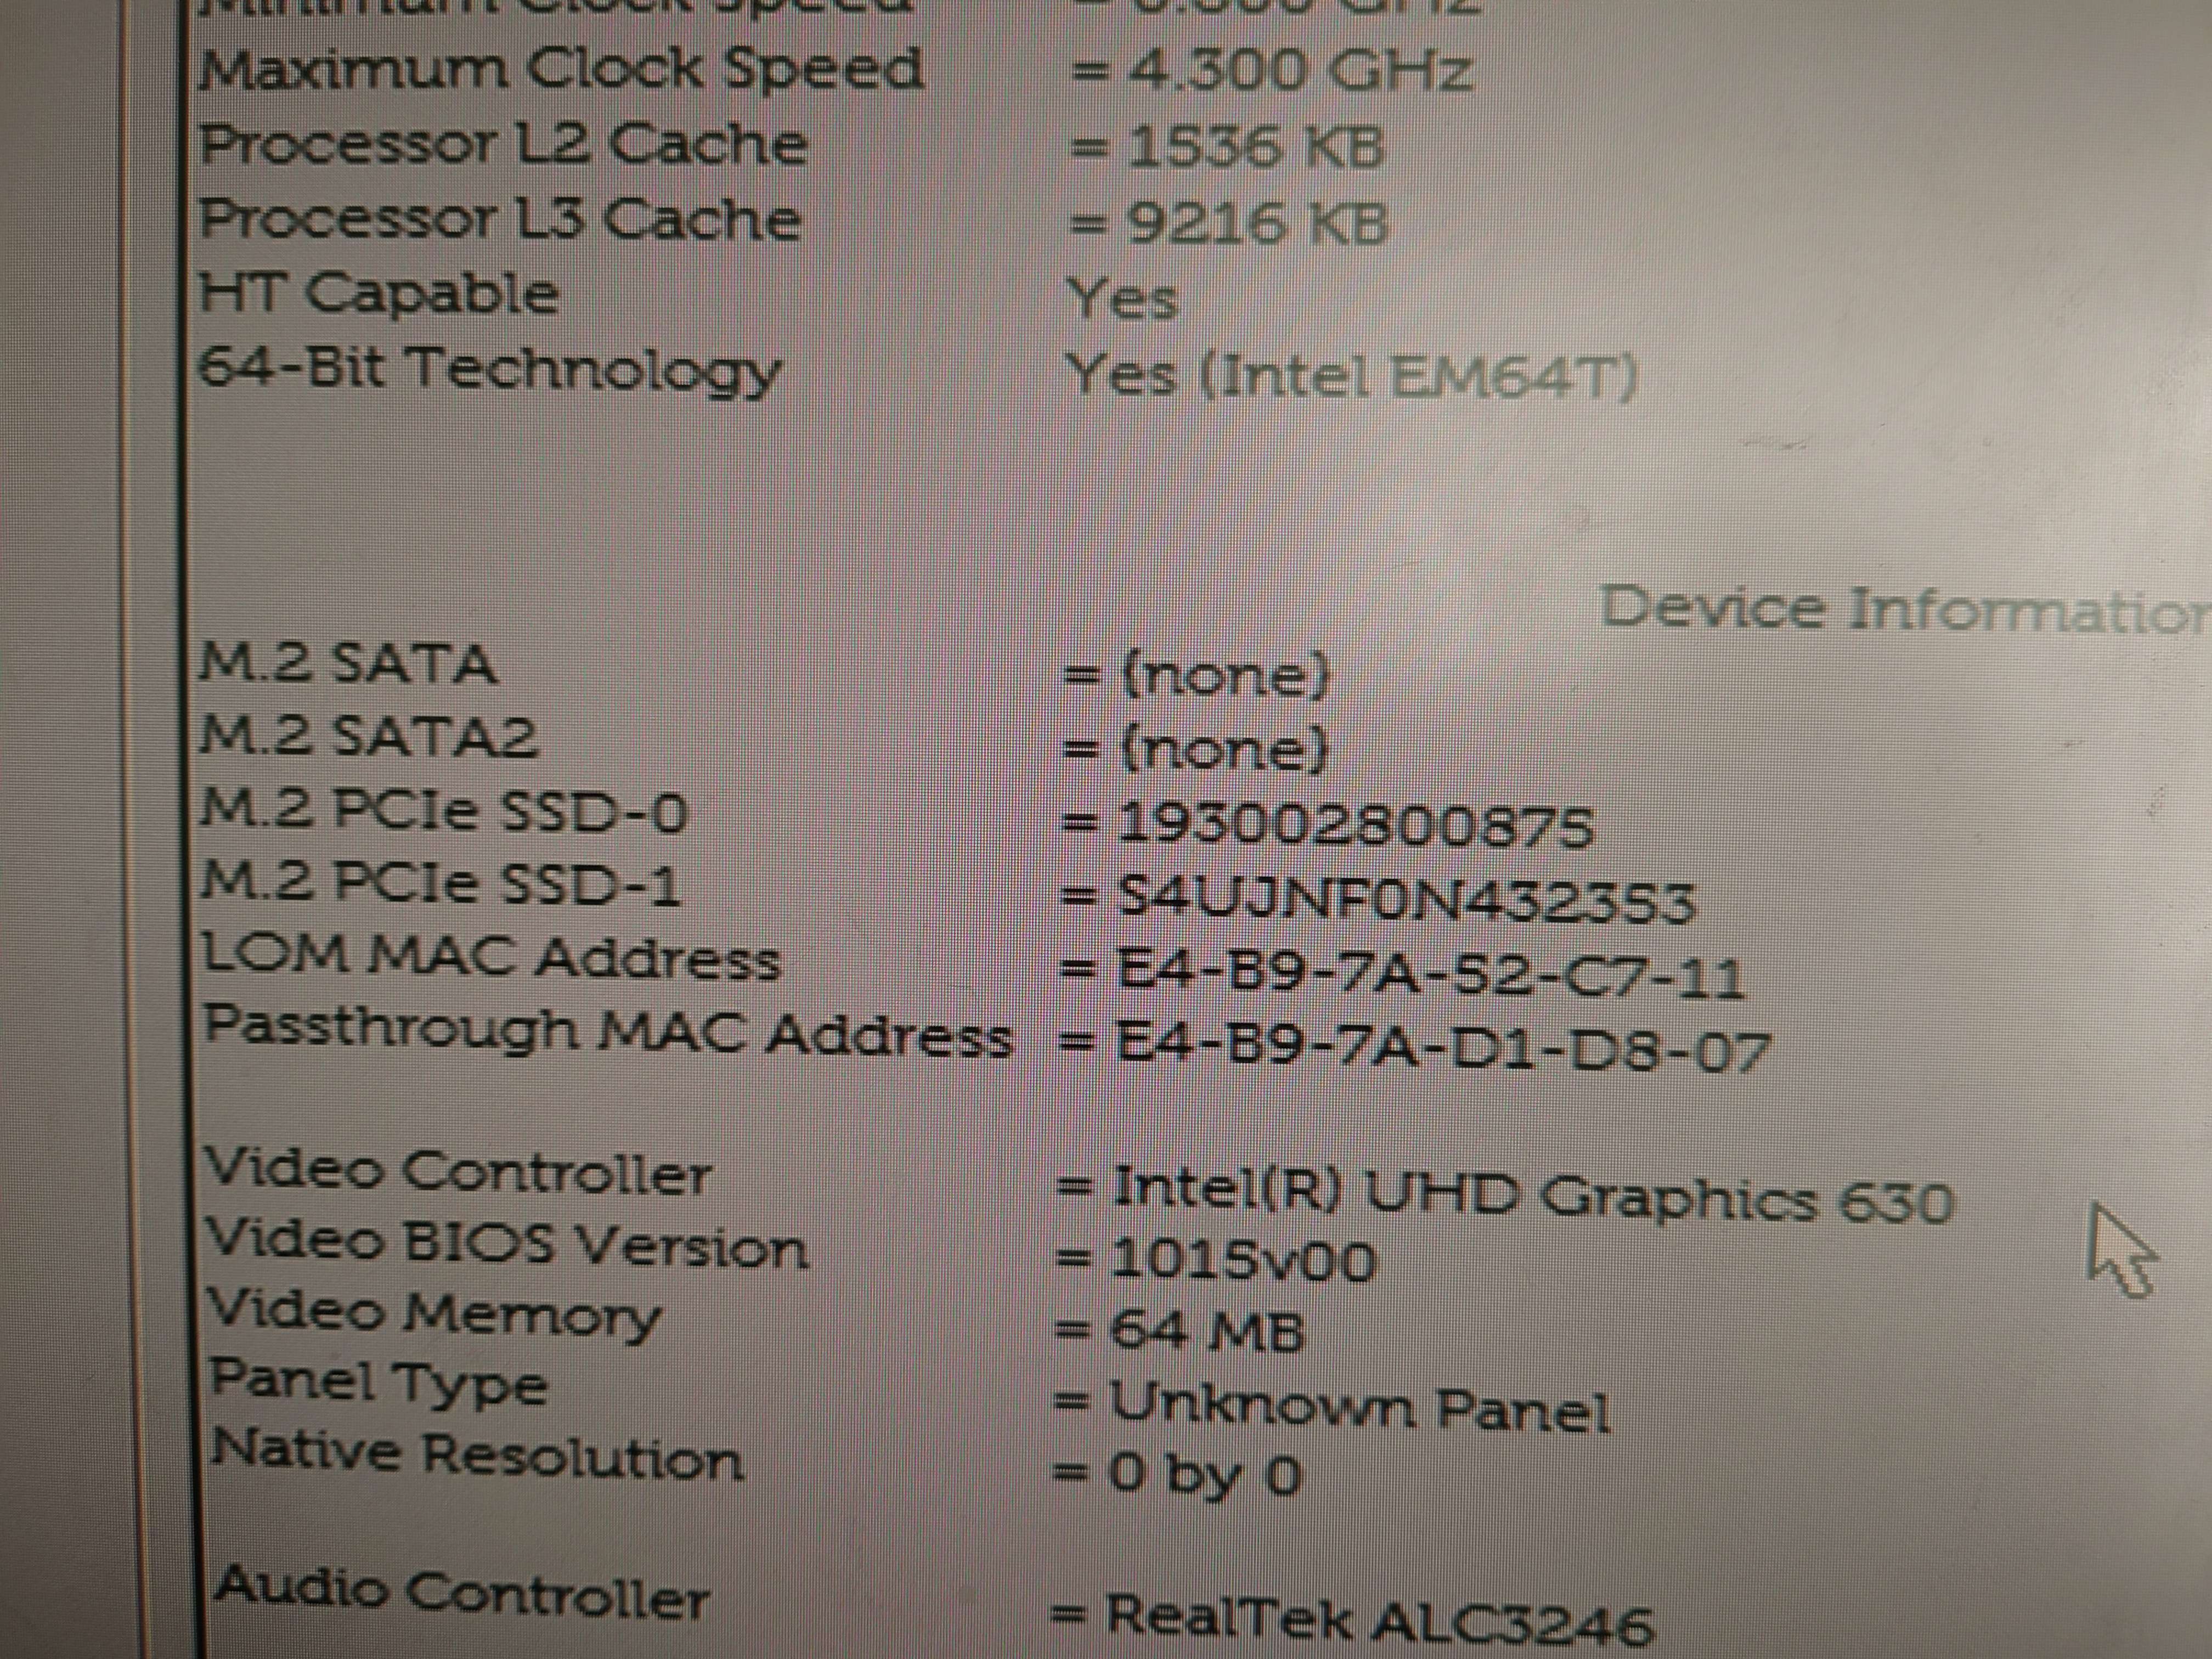 Minimum Clock Speed
Maximum Clock Speed = 4.300 GHz
Processor L2 Cache = 1536 KB
Processor L3 Cache = 9216 KB
HT Capable Yes
64-Bit Technology Yes (Intel EM64T)
Device Information
M.2 SATA = (none)
M.2 SATA2 = (none)
M.2 PCIe SSD-0 = 193002800875
M.2 PCIe SSD-1 = S4UJNF0N432353
LOM MAC Address = E4-B9-7A-52-C7-11
Passthrough MAC Address = E4-B9-7A-D1-D8-07
Video Controller = Intel(R) UHD Graphics 630
Video BIOS Version = 1015v00
Video Memory = 64 MB
Panel Type = Unknown Panel
Native Resolution = 0 by 0
Audio Controller = RealTek ALC3246